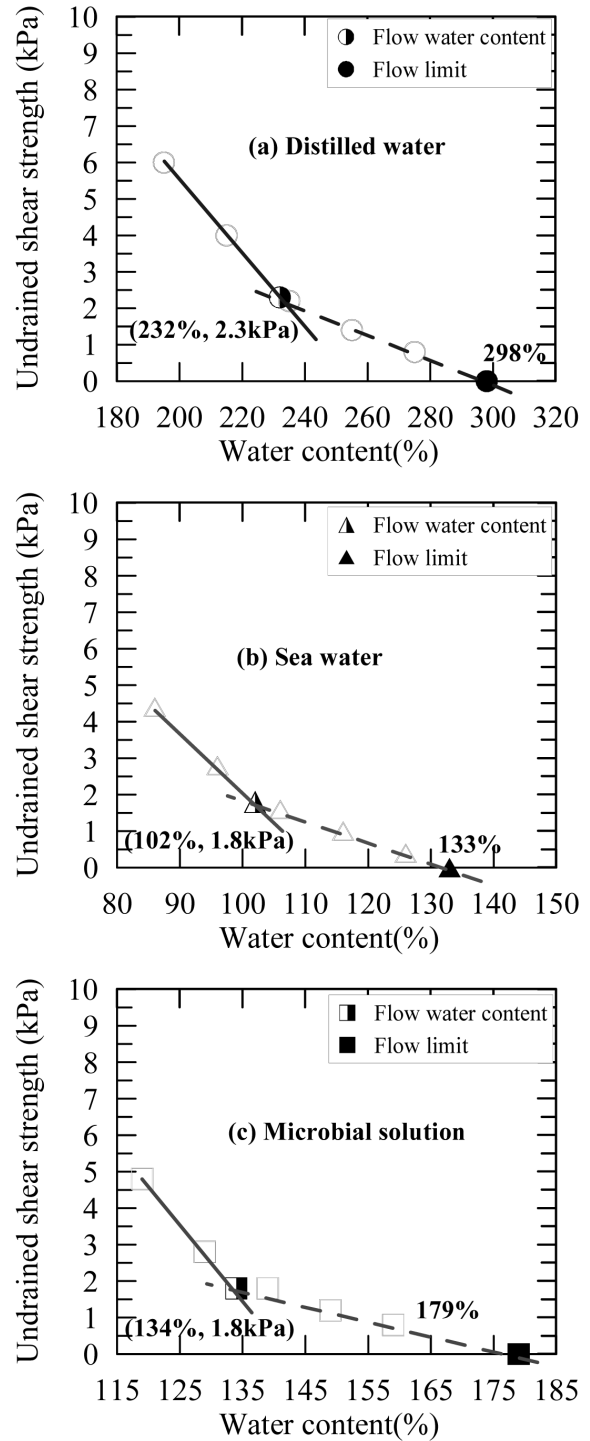 10
9
8
7
6
5
4
3
2
1
0
Undrained shear strength (kPa)
Flow water content
Flow limit
(a) Distilled water
(232%, 2.3kPa)
298%
180 200 220 240 260 280 300 320
Water content(%)
10
9
8
7
6
5
4
3
2
1
0
Undrained shear strength (kPa)
Flow water content
Flow limit
(b) Sea water
(102%, 1.8kPa)
133%
80 90 100 110 120 130 140 150
Water content(%)
10
9
8
7
6
5
4
3
2
1
0
Undrained shear strength (kPa)
Flow water content
Flow limit
(c) Microbial solution
179%
(134%, 1.8kPa)
115 125 135 145 155 165 175 185
Water content(%)